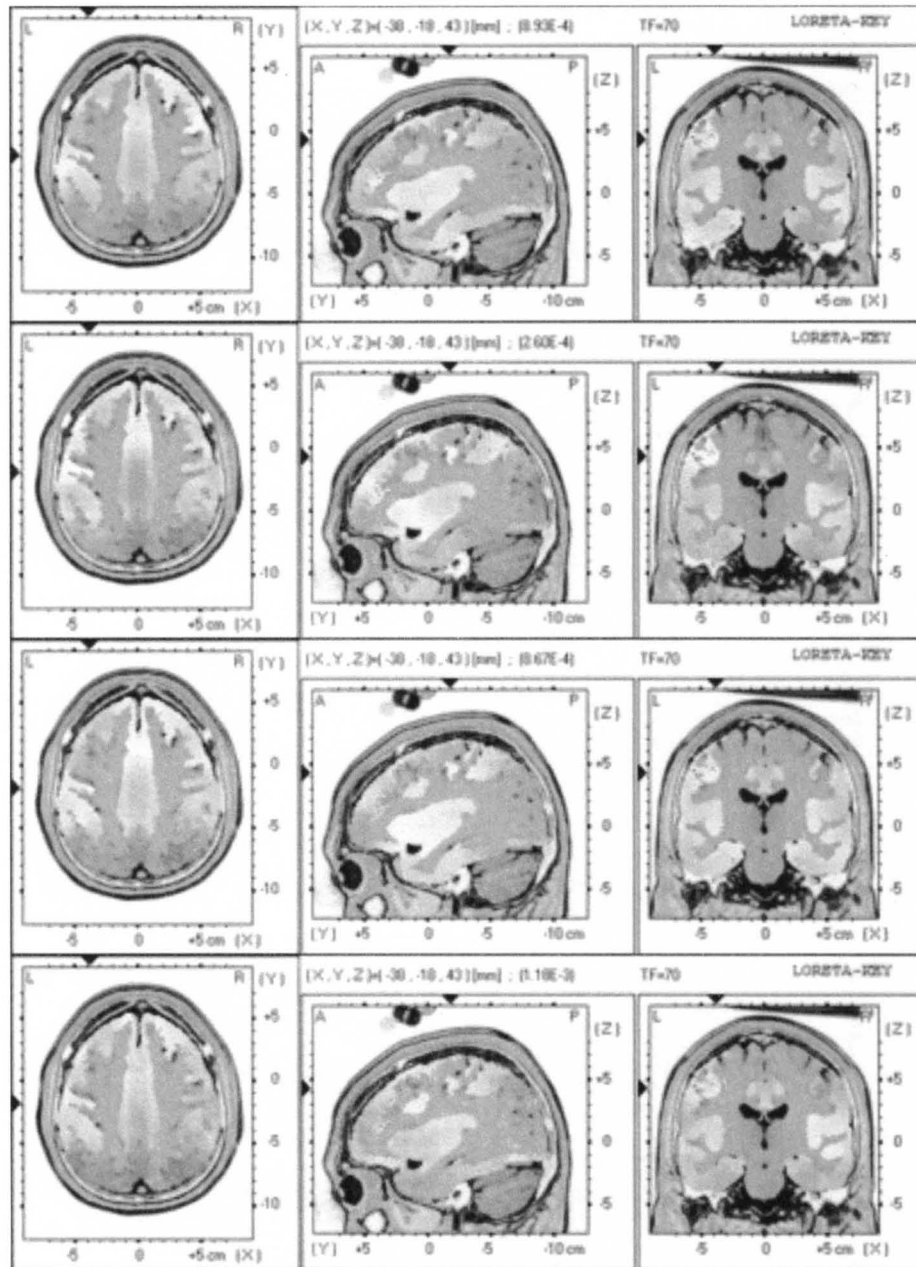 L R (Y) (X,Y,Z)=(-38,-18,43)[mm] ; (8.93E-4) TF=70 LORETA-KEY
A P (Z) L R (Z)
+5 0 -5 -10
+5 0 -5
+5 0 -5
-5 0 +5 cm (X) (Y) +5 0 -5 -10 cm -5 0 +5 cm (X)
L R (Y) (X,Y,Z)=(-38,-18,43)[mm] ; (2.60E-4) TF=70 LORETA-KEY
A P (Z) L R (Z)
+5 0 -5 -10
+5 0 -5
+5 0 -5
-5 0 +5 cm (X) (Y) +5 0 -5 -10 cm -5 0 +5 cm (X)
L R (Y) (X,Y,Z)=(-38,-18,43)[mm] ; (8.67E-4) TF=70 LORETA-KEY
A P (Z) L R (Z)
+5 0 -5 -10
+5 0 -5
+5 0 -5
-5 0 +5 cm (X) (Y) +5 0 -5 -10 cm -5 0 +5 cm (X)
L R (Y) (X,Y,Z)=(-38,-18,43)[mm] ; (1.18E-3) TF=70 LORETA-KEY
A P (Z) L R (Z)
+5 0 -5 -10
+5 0 -5
+5 0 -5
-5 0 +5 cm (X) (Y) +5 0 -5 -10 cm -5 0 +5 cm (X)